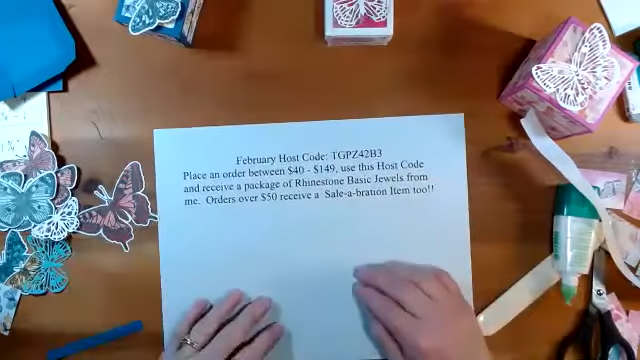 February Host Code: TGPZ42B3
Place an order between $40 - $149, use this Host Code
and receive a package of Rhinestone Basic Jewels from
me. Orders over $50 receive a Sale-a-bration Item too!!